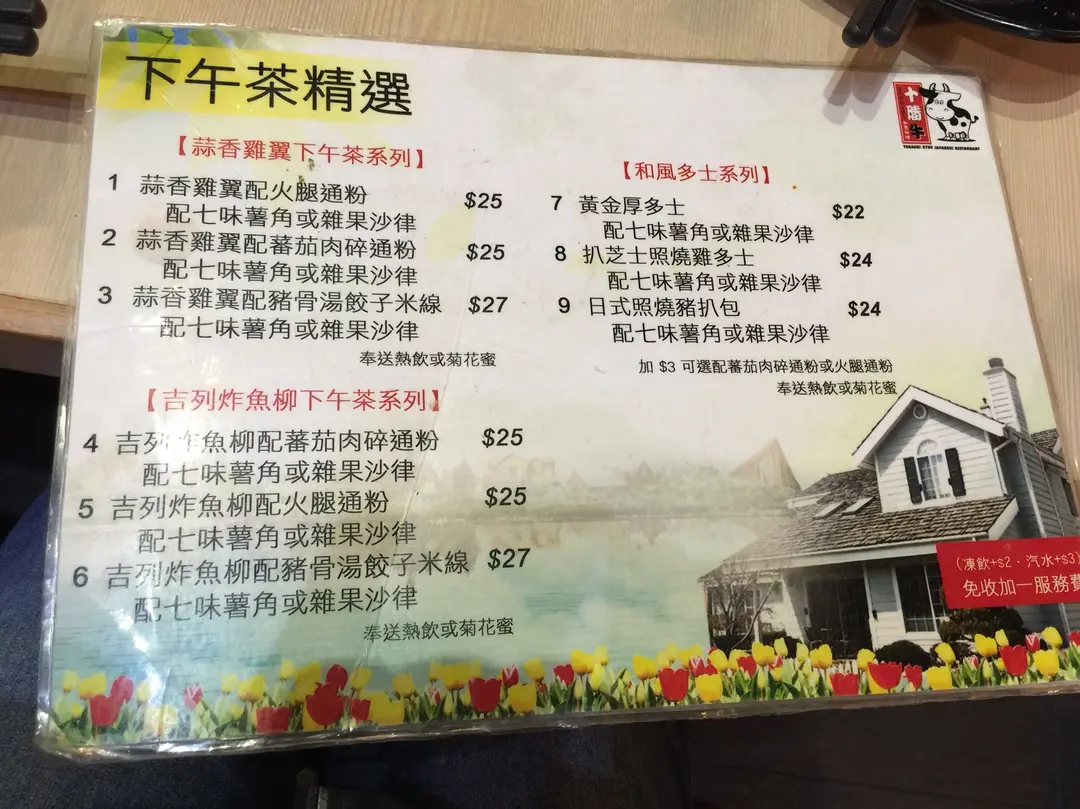 下午茶精選
【蒜香雞翼下午茶系列】
1 蒜香雞翼配火腿通粉 $25
配七味薯角或雜果沙律
2 蒜香雞翼配蕃茄肉碎通粉 $25
配七味薯角或雜果沙律
3 蒜香雞翼配豬骨湯餃子米線 $27
配七味薯角或雜果沙律
奉送熱飲或菊花蜜
【吉列炸魚柳下午茶系列】
4 吉列炸魚柳配蕃茄肉碎通粉 $25
配七味薯角或雜果沙律
5 吉列炸魚柳配火腿通粉 $25
配七味薯角或雜果沙律
6 吉列炸魚柳配豬骨湯餃子米線 $27
配七味薯角或雜果沙律
奉送熱飲或菊花蜜
十勝牛
JAPANESE RESTAURANT
【和風多士系列】
7 黃金厚多士 $22
配七味薯角或雜果沙律
8 扒芝士照燒雞多士 $24
配七味薯角或雜果沙律
9 日式照燒豬扒包 $24
配七味薯角或雜果沙律
加 $3 可選配蕃茄肉碎通粉或火腿通粉
奉送熱飲或菊花蜜
(凍飲+$2・汽水+$3)
免收加一服務費